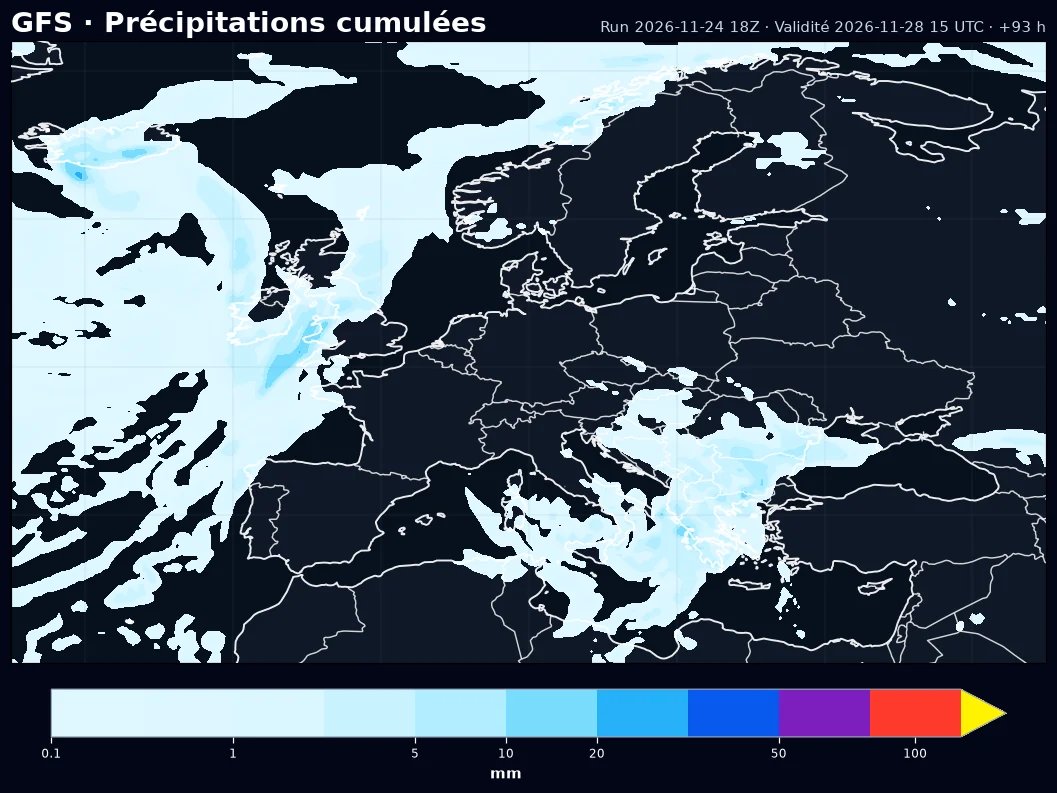 GFS · Précipitations cumulées
Run 2026-11-24 18Z · Validité 2026-11-28 15 UTC · +93 h
0.1 1 5 10 20 50 100
mm